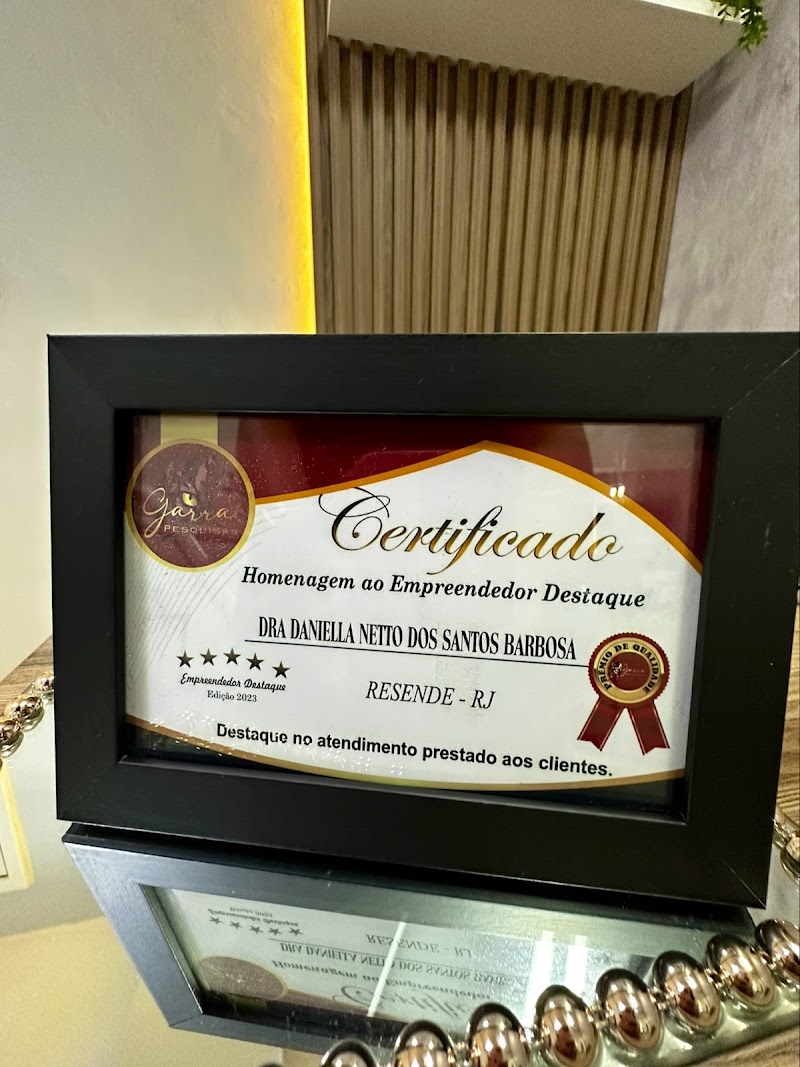 Garra
PESQUISAS
Certificado
Homenagem ao Empreendedor Destaque
DRA DANIELLA NETTO DOS SANTOS BARBOSA
Empreendedor Destaque
Edição 2023
RESENDE - RJ
PRÊMIO DE QUALIDADE
Garra
Destaque no atendimento prestado aos clientes.